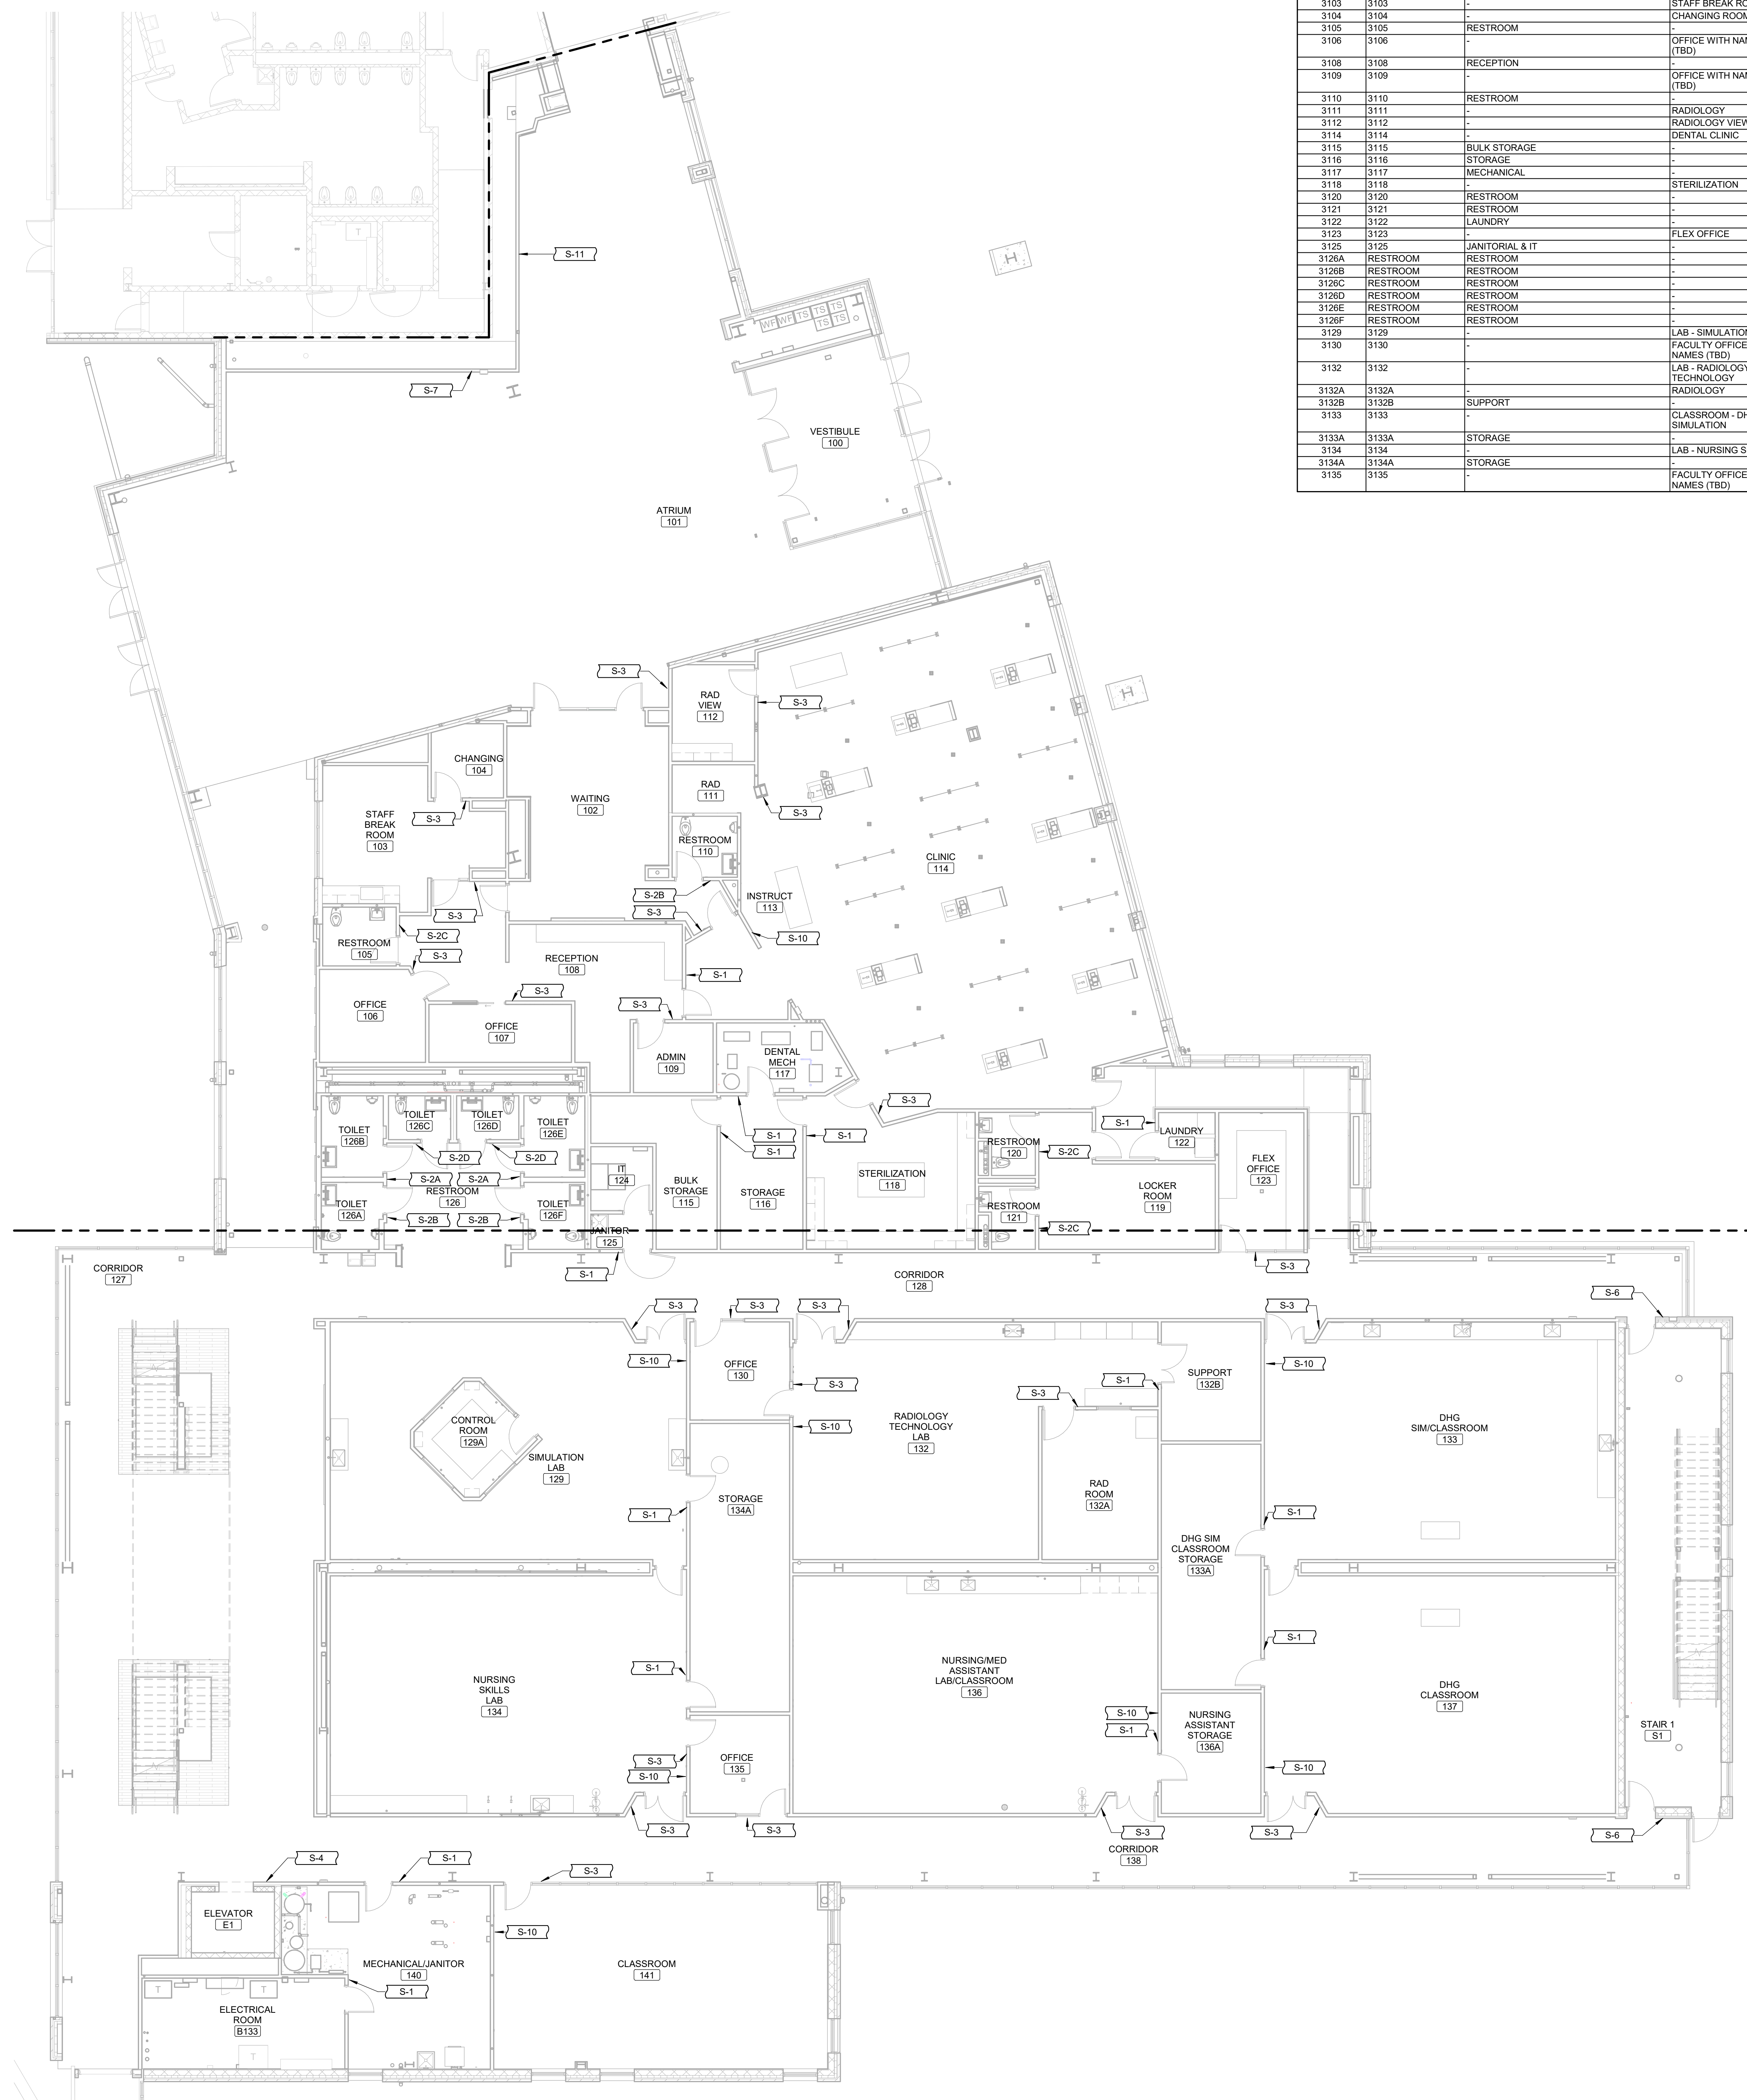 3103 3103 - STAFF BREAK RO
3104 3104 - CHANGING ROOM
3105 3105 RESTROOM -
3106 3106 - OFFICE WITH NAM
(TBD)
3108 3108 RECEPTION -
3109 3109 - OFFICE WITH NAM
(TBD)
3110 3110 RESTROOM -
3111 3111 - RADIOLOGY
3112 3112 - RADIOLOGY VIEW
3114 3114 - DENTAL CLINIC
3115 3115 BULK STORAGE -
3116 3116 STORAGE -
3117 3117 MECHANICAL -
3118 3118 - STERILIZATION
3120 3120 RESTROOM -
3121 3121 RESTROOM -
3122 3122 LAUNDRY -
3123 3123 - FLEX OFFICE
3125 3125 JANITORIAL & IT -
3126A RESTROOM RESTROOM -
3126B RESTROOM RESTROOM -
3126C RESTROOM RESTROOM -
3126D RESTROOM RESTROOM -
3126E RESTROOM RESTROOM -
3126F RESTROOM RESTROOM -
3129 3129 - LAB - SIMULATION
3130 3130 - FACULTY OFFICE
NAMES (TBD)
3132 3132 - LAB - RADIOLOGY
TECHNOLOGY
3132A 3132A - RADIOLOGY
3132B 3132B SUPPORT -
3133 3133 - CLASSROOM - DH
SIMULATION
3133A 3133A STORAGE -
3134 3134 - LAB - NURSING S
3134A 3134A STORAGE -
3135 3135 - FACULTY OFFICE
NAMES (TBD)
T
S-11
WF WF TS TS TS
TS TS
S-7
VESTIBULE
100
ATRIUM
101
S-3
RAD
VIEW
112
S-3
CHANGING
104
RAD
111
WAITING
102
S-3
S-3
STAFF
BREAK
ROOM
103
RESTROOM
110
CLINIC
114
S-2B
INSTRUCT
113
S-3
S-3
S-2C
S-10
RESTROOM
105
S-3
RECEPTION
108
S-1
S-3
OFFICE
106
S-3
OFFICE
107
ADMIN
109
DENTAL
MECH
117
S-3
TOILET
126B
TOILET
126C
TOILET
126D
TOILET
126E
S-1
S-1
S-1
S-1
LAUNDRY
122
RESTROOM
120
S-2C
S-2D
S-2D
S-2A
S-2A
IT
124
STERILIZATION
118
FLEX
OFFICE
123
BULK
STORAGE
115
STORAGE
116
LOCKER
ROOM
119
RESTROOM
126
TOILET
126A
TOILET
126F
RESTROOM
121
S-2B
S-2B
S-2C
JANITOR
125
S-1
S-3
CORRIDOR
127
CORRIDOR
128
S-6
S-3
S-3
S-3
S-3
S-10
OFFICE
130
S-10
SUPPORT
132B
S-3
S-1
S-3
CONTROL
ROOM
129A
RADIOLOGY
TECHNOLOGY
LAB
132
S-10
DHG
SIM/CLASSROOM
133
SIMULATION
LAB
129
RAD
ROOM
132A
STORAGE
134A
S-1
S-1
DHG SIM
CLASSROOM
STORAGE
133A
S-1
S-1
NURSING
SKILLS
LAB
134
NURSING/MED
ASSISTANT
LAB/CLASSROOM
136
DHG
CLASSROOM
137
S-10
S-1
NURSING
ASSISTANT
STORAGE
136A
STAIR 1
S1
S-3
S-10
OFFICE
135
S-10
S-3
S-3
S-3
S-3
S-6
CORRIDOR
138
S-4
S-1
S-3
ELEVATOR
E1
S-10
MECHANICAL/JANITOR
140
CLASSROOM
141
S-1
T
T
ELECTRICAL
ROOM
B133
T